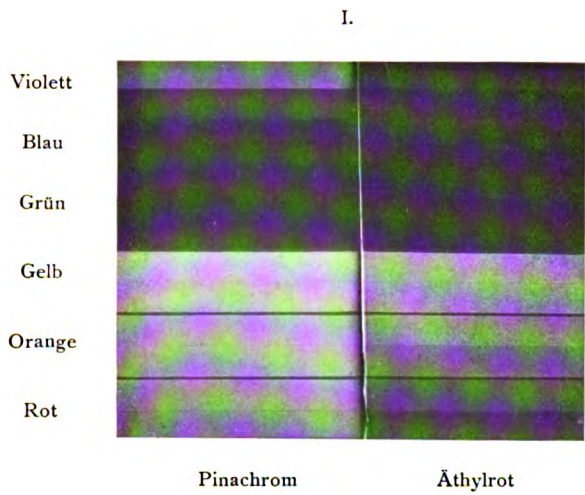 I.
Violett
Blau
Grün
Gelb
Orange
Rot
Pinachrom
Äthylrot